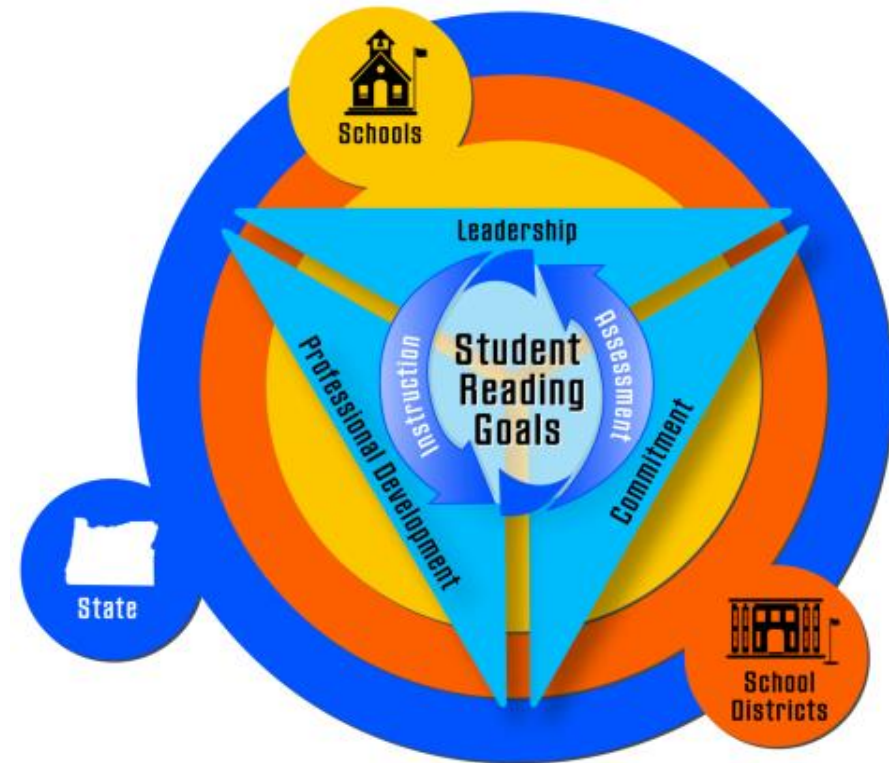 Schools
Leadership
Instruction
Assessment
Student
Reading
Goals
Professional Development
Commitment
State
School
Districts